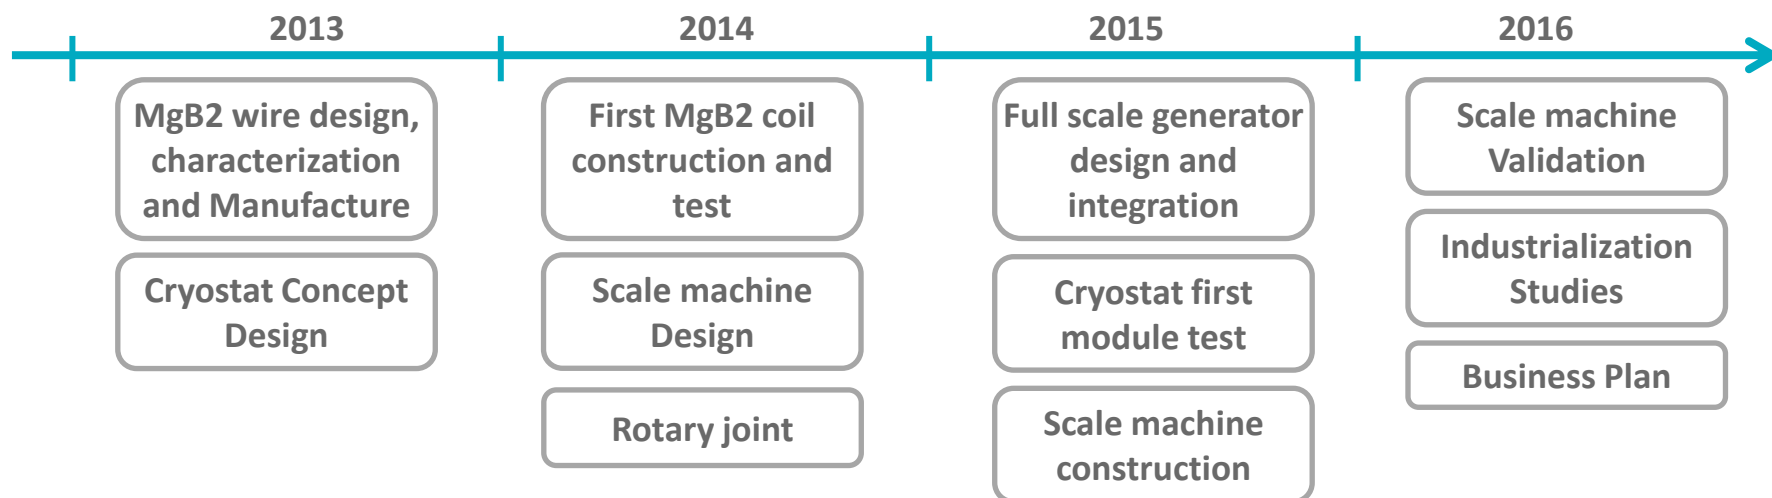 2013
MgB2 wire design,
characterization
and Manufacture
Cryostat Concept
Design
2014
First MgB2 coil
construction and
test
Scale machine
Design
Rotary joint
2015
Full scale generator
design and
integration
Cryostat first
module test
Scale machine
construction
2016
Scale machine
Validation
Industrialization
Studies
Business Plan